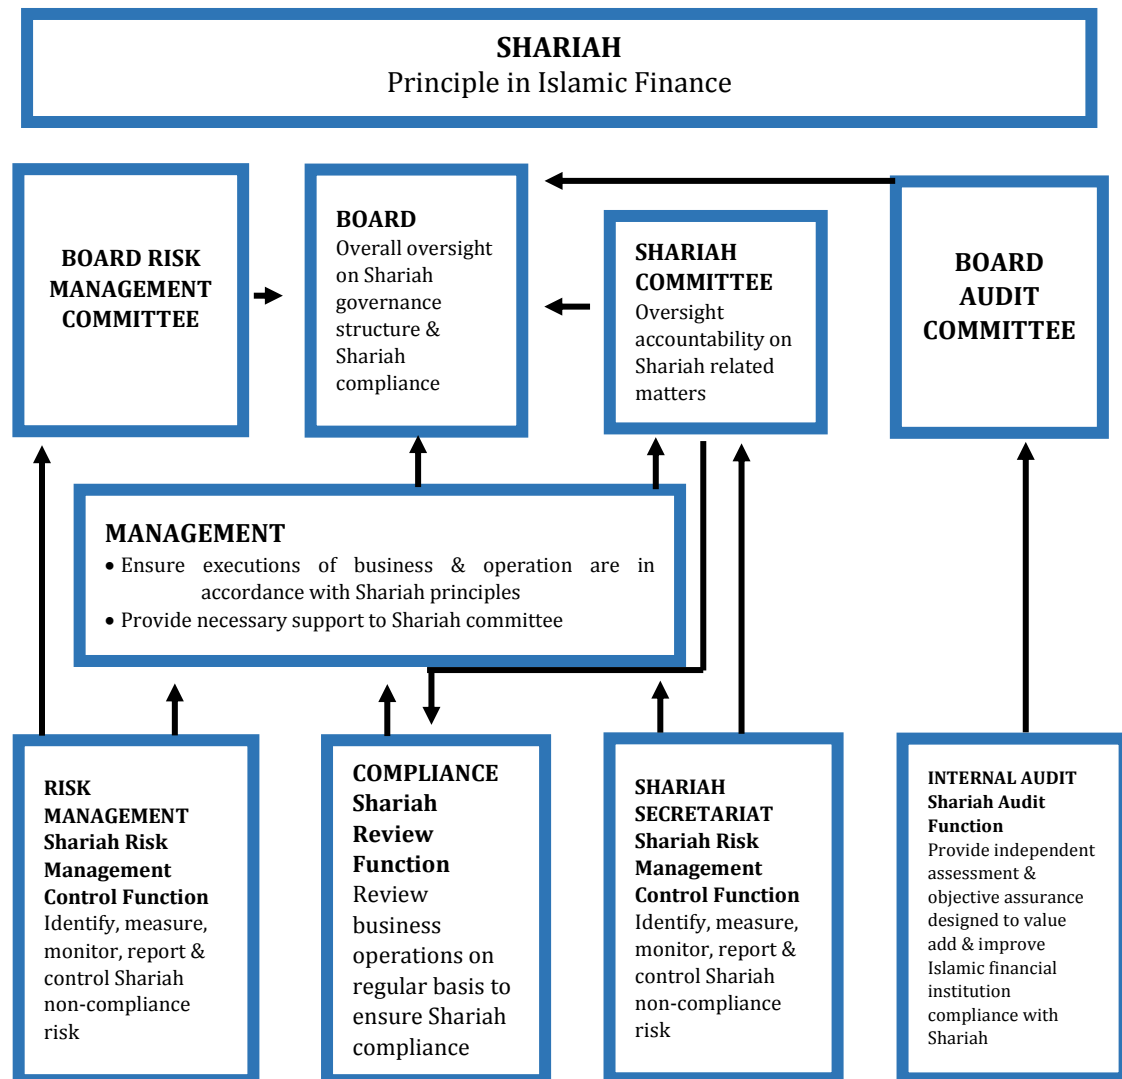 SHARIAH
Principle in Islamic Finance
BOARD RISK
MANAGEMENT
COMMITTEE
BOARD
Overall oversight
on Shariah
governance
structure &
Shariah
compliance
SHARIAH
COMMITTEE
Oversight
accountability on
Shariah related
matters
BOARD
AUDIT
COMMITTEE
MANAGEMENT
• Ensure executions of business & operation are in
accordance with Shariah principles
• Provide necessary support to Shariah committee
RISK
MANAGEMENT
Shariah Risk
Management
Control Function
Identify, measure,
monitor, report &
control Shariah
non-compliance
risk
COMPLIANCE
Shariah
Review
Function
Review
business
operations on
regular basis to
ensure Shariah
compliance
SHARIAH
SECRETARIAT
Shariah Risk
Management
Control Function
Identify, measure,
monitor, report &
control Shariah
non-compliance
risk
INTERNAL AUDIT
Shariah Audit
Function
Provide independent
assessment &
objective assurance
designed to value
add & improve
Islamic financial
institution
compliance with
Shariah